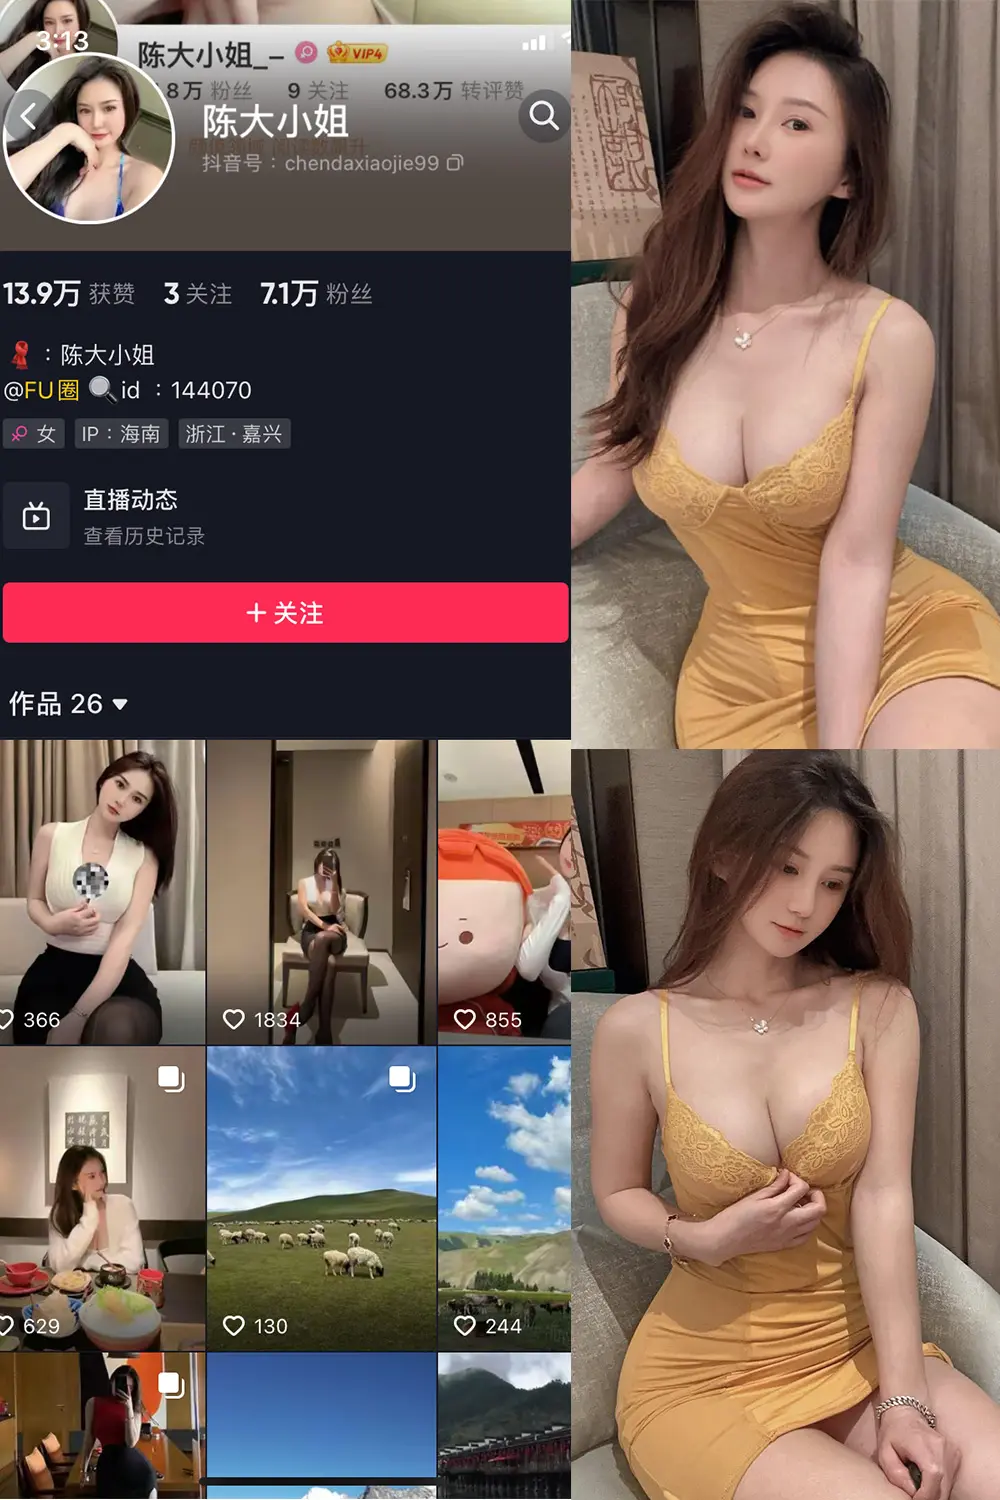 3:13
陈大小姐_– VIP4
.8万 粉丝 9 关注 68.3万 转评赞
陈大小姐
抖音号：chendaxiaojie99
13.9万 获赞 3 关注 7.1万 粉丝
：陈大小姐
@FU圈 id ：144070
女 IP：海南 浙江·嘉兴
直播动态
查看历史记录
+ 关注
作品 26
366 1834 855
629 130 244